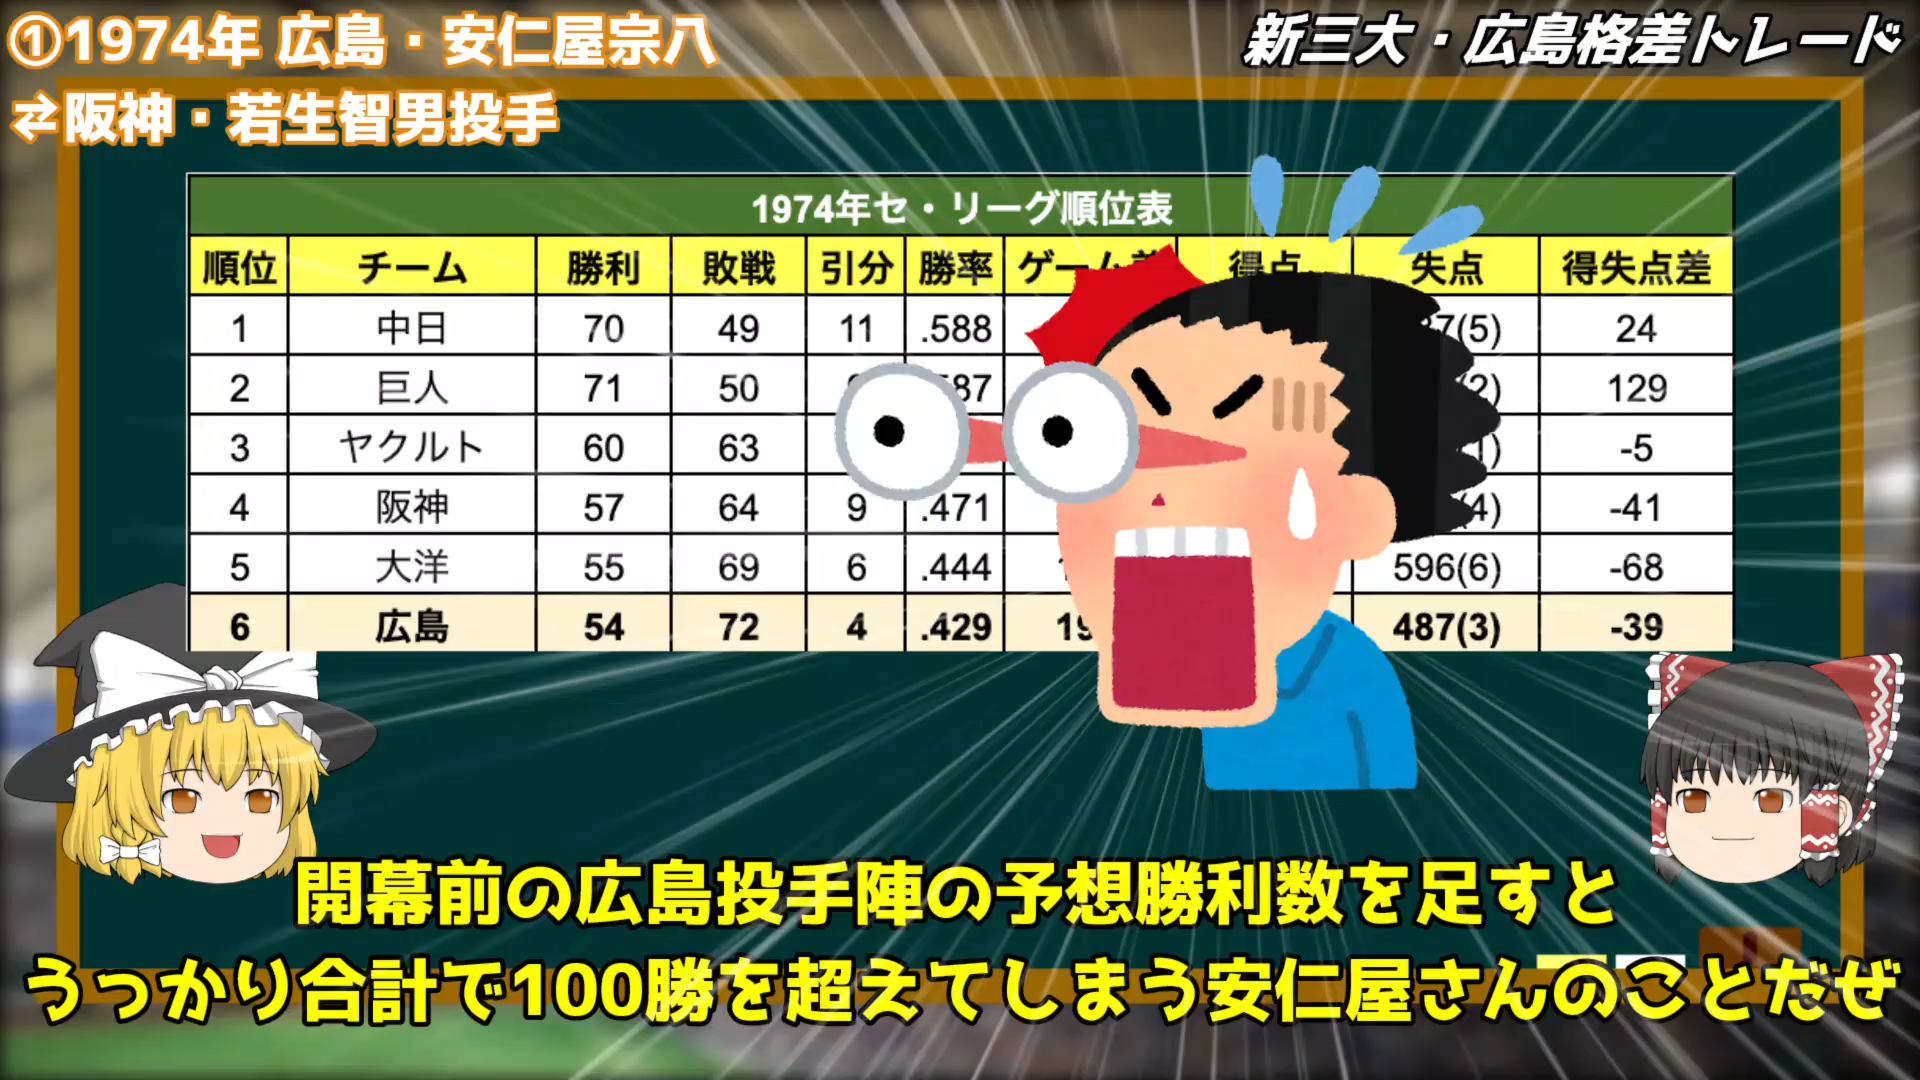 ①1974年 広島・安仁屋宗八
⇄阪神・若生智男投手
新三大・広島格差トレード
1974年セ・リーグ順位表
順位 チーム 勝利 敗戦 引分 勝率 ゲーム差 得点 失点 得失点差
1 中日 70 49 11 .588 24
2 巨人 71 50 129
3 ヤクルト 60 63 -5
4 阪神 57 64 9 .471 -41
5 大洋 55 69 6 .444 596(6) -68
6 広島 54 72 4 .429 487(3) -39
開幕前の広島投手陣の予想勝利数を足すと
うっかり合計で100勝を超えてしまう安仁屋さんのことだぜ